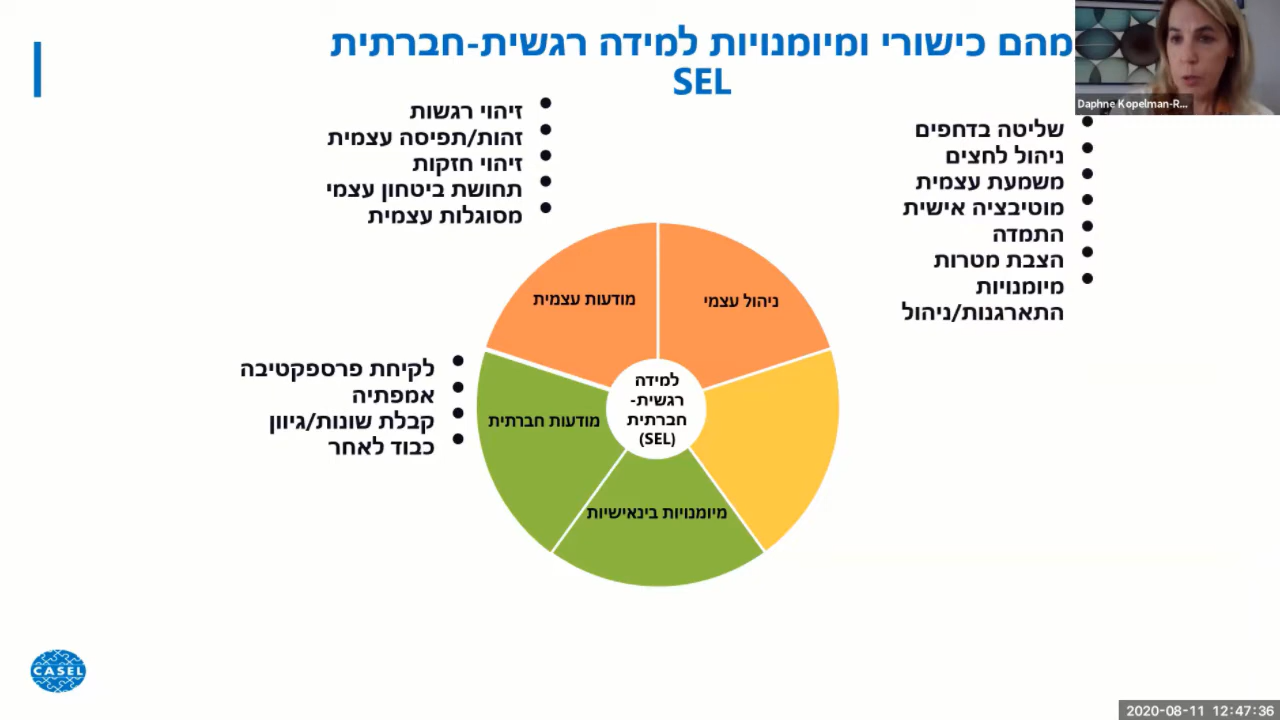 מהם כישורי ומיומנויות למידה רגשית-חברתית
SEL
Daphne Kopelman-R...
שליטה בדחפים
ניהול לחצים
משמעת עצמית
מוטיבציה אישית
התמדה
הצבת מטרות
מיומנויות
התארגנות/ניהול
זיהוי רגשות
זהות/תפיסה עצמית
זיהוי חזקות
תחושת ביטחון עצמי
מסוגלות עצמית
ניהול עצמי
מודעות עצמית
למידה
רגשית-
חברתית
(SEL)
מודעות חברתית
מיומנויות בינאישיות
לקיחת פרספקטיבה
אמפתיה
קבלת שונות/גיוון
כבוד לאחר
CASEL
2020-08-11 12:47:36